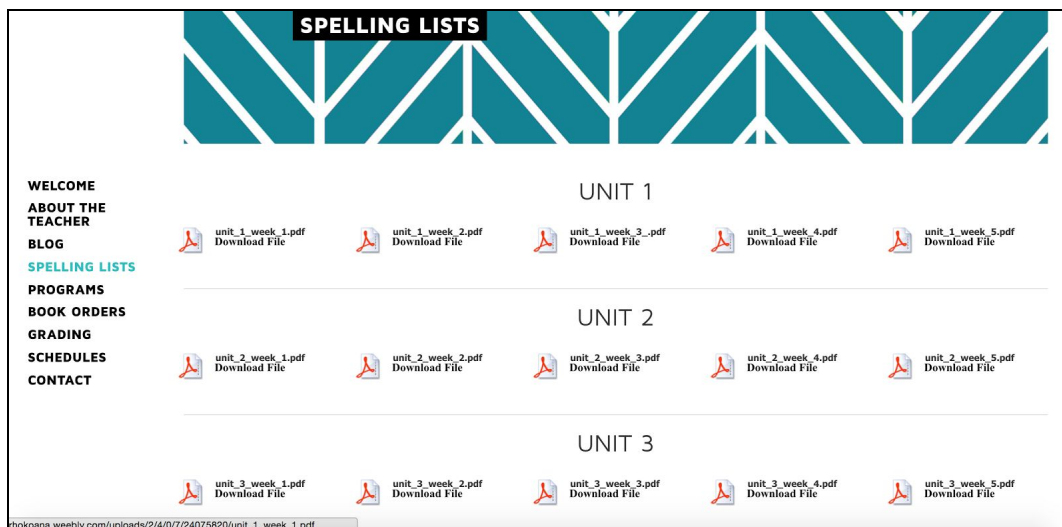 SPELLING LISTS
WELCOME
ABOUT THE
TEACHER
BLOG
SPELLING LISTS
PROGRAMS
BOOK ORDERS
GRADING
SCHEDULES
CONTACT
UNIT 1
unit_1_week_1.pdf
Download File
unit_1_week_2.pdf
Download File
unit_1_week_3_.pdf
Download File
unit_1_week_4.pdf
Download File
unit_1_week_5.pdf
Download File
UNIT 2
unit_2_week_1.pdf
Download File
unit_2_week_2.pdf
Download File
unit_2_week_3.pdf
Download File
unit_2_week_4.pdf
Download File
unit_2_week_5.pdf
Download File
UNIT 3
unit_3_week_1.pdf
Download File
unit_3_week_2.pdf
Download File
unit_3_week_3.pdf
Download File
unit_3_week_4.pdf
Download File
unit_3_week_5.pdf
Download File
rhokoana.weebly.com/uploads/2/4/0/7/24075820/unit_1_week_1.pdf